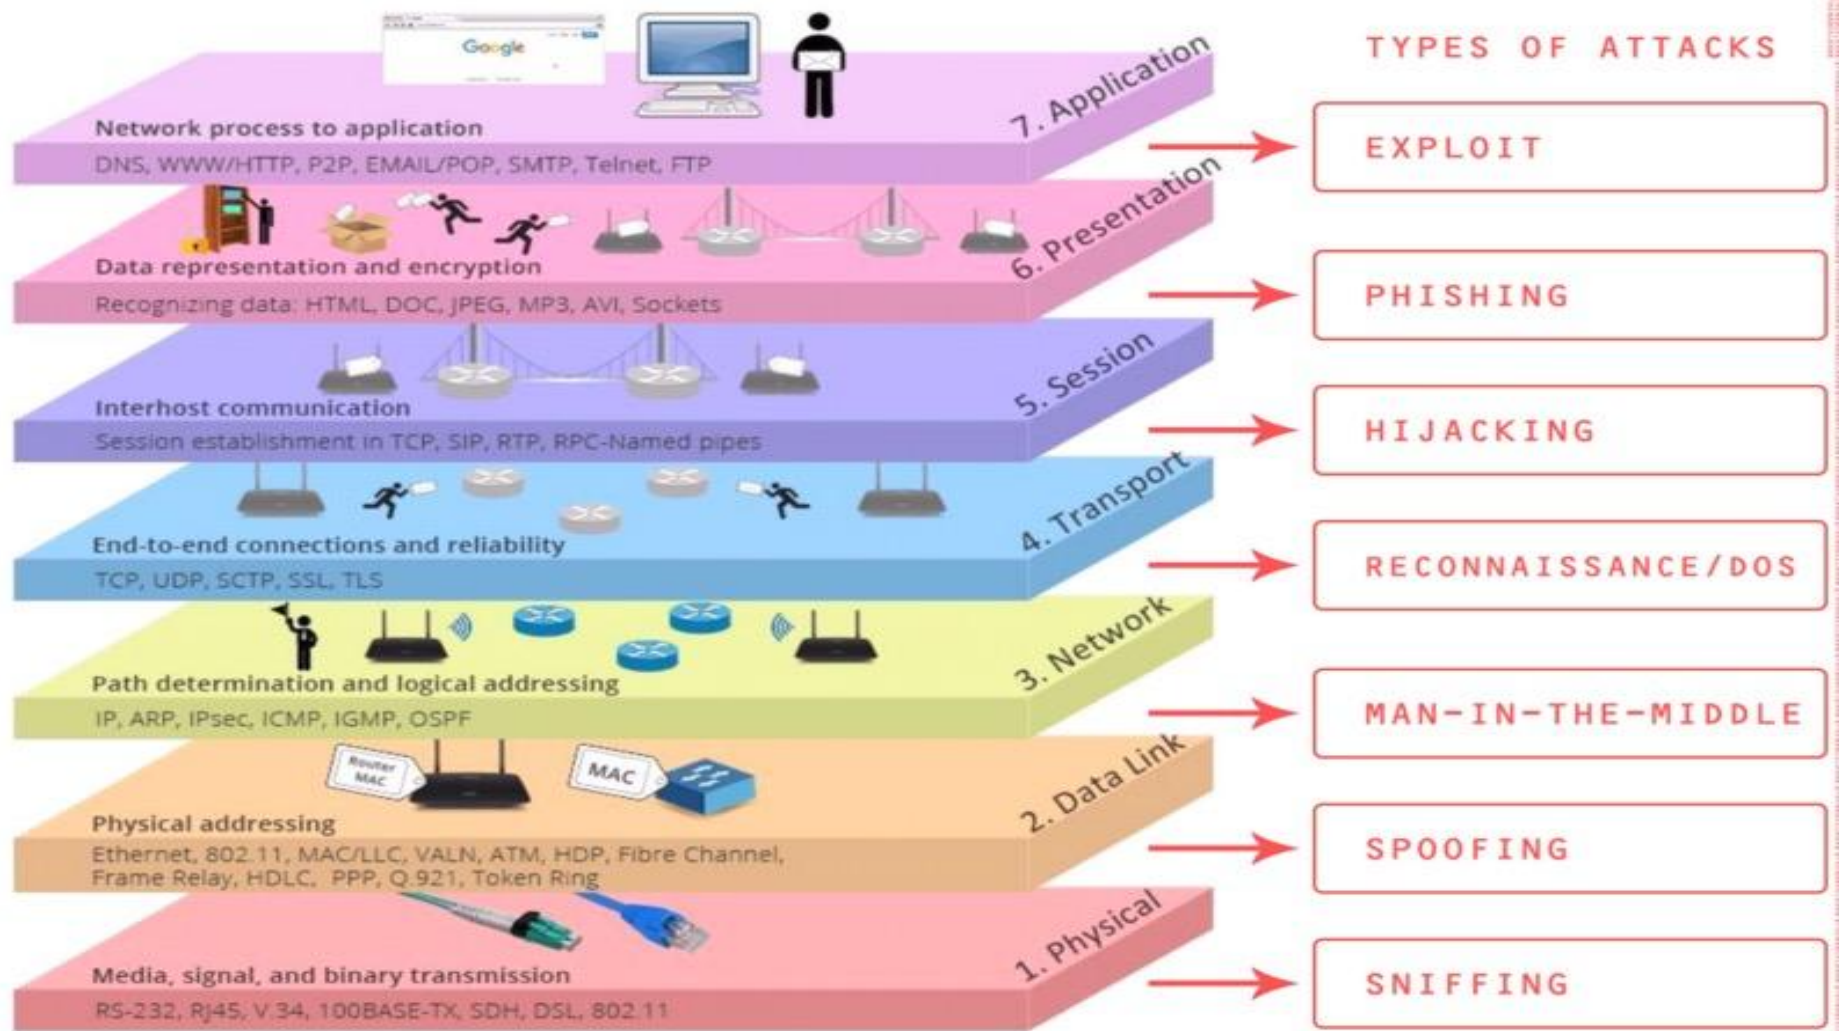 Google
TYPES OF ATTACKS
7. Application
Network process to application
DNS, WWW/HTTP, P2P, EMAIL/POP, SMTP, Telnet, FTP
EXPLOIT
6. Presentation
Data representation and encryption
Recognizing data: HTML, DOC, JPEG, MP3, AVI, Sockets
PHISHING
5. Session
Interhost communication
Session establishment in TCP, SIP, RTP, RPC-Named pipes
HIJACKING
4. Transport
End-to-end connections and reliability
TCP, UDP, SCTP, SSL, TLS
RECONNAISSANCE/DOS
3. Network
Path determination and logical addressing
IP, ARP, IPsec, ICMP, IGMP, OSPF
MAN-IN-THE-MIDDLE
Router
MAC
MAC
2. Data Link
Physical addressing
Ethernet, 802.11, MAC/LLC, VALN, ATM, HDP, Fibre Channel,
Frame Relay, HDLC, PPP, Q.921, Token Ring
SPOOFING
1. Physical
Media, signal, and binary transmission
RS-232, RJ45, V.34, 100BASE-TX, SDH, DSL, 802.11
SNIFFING